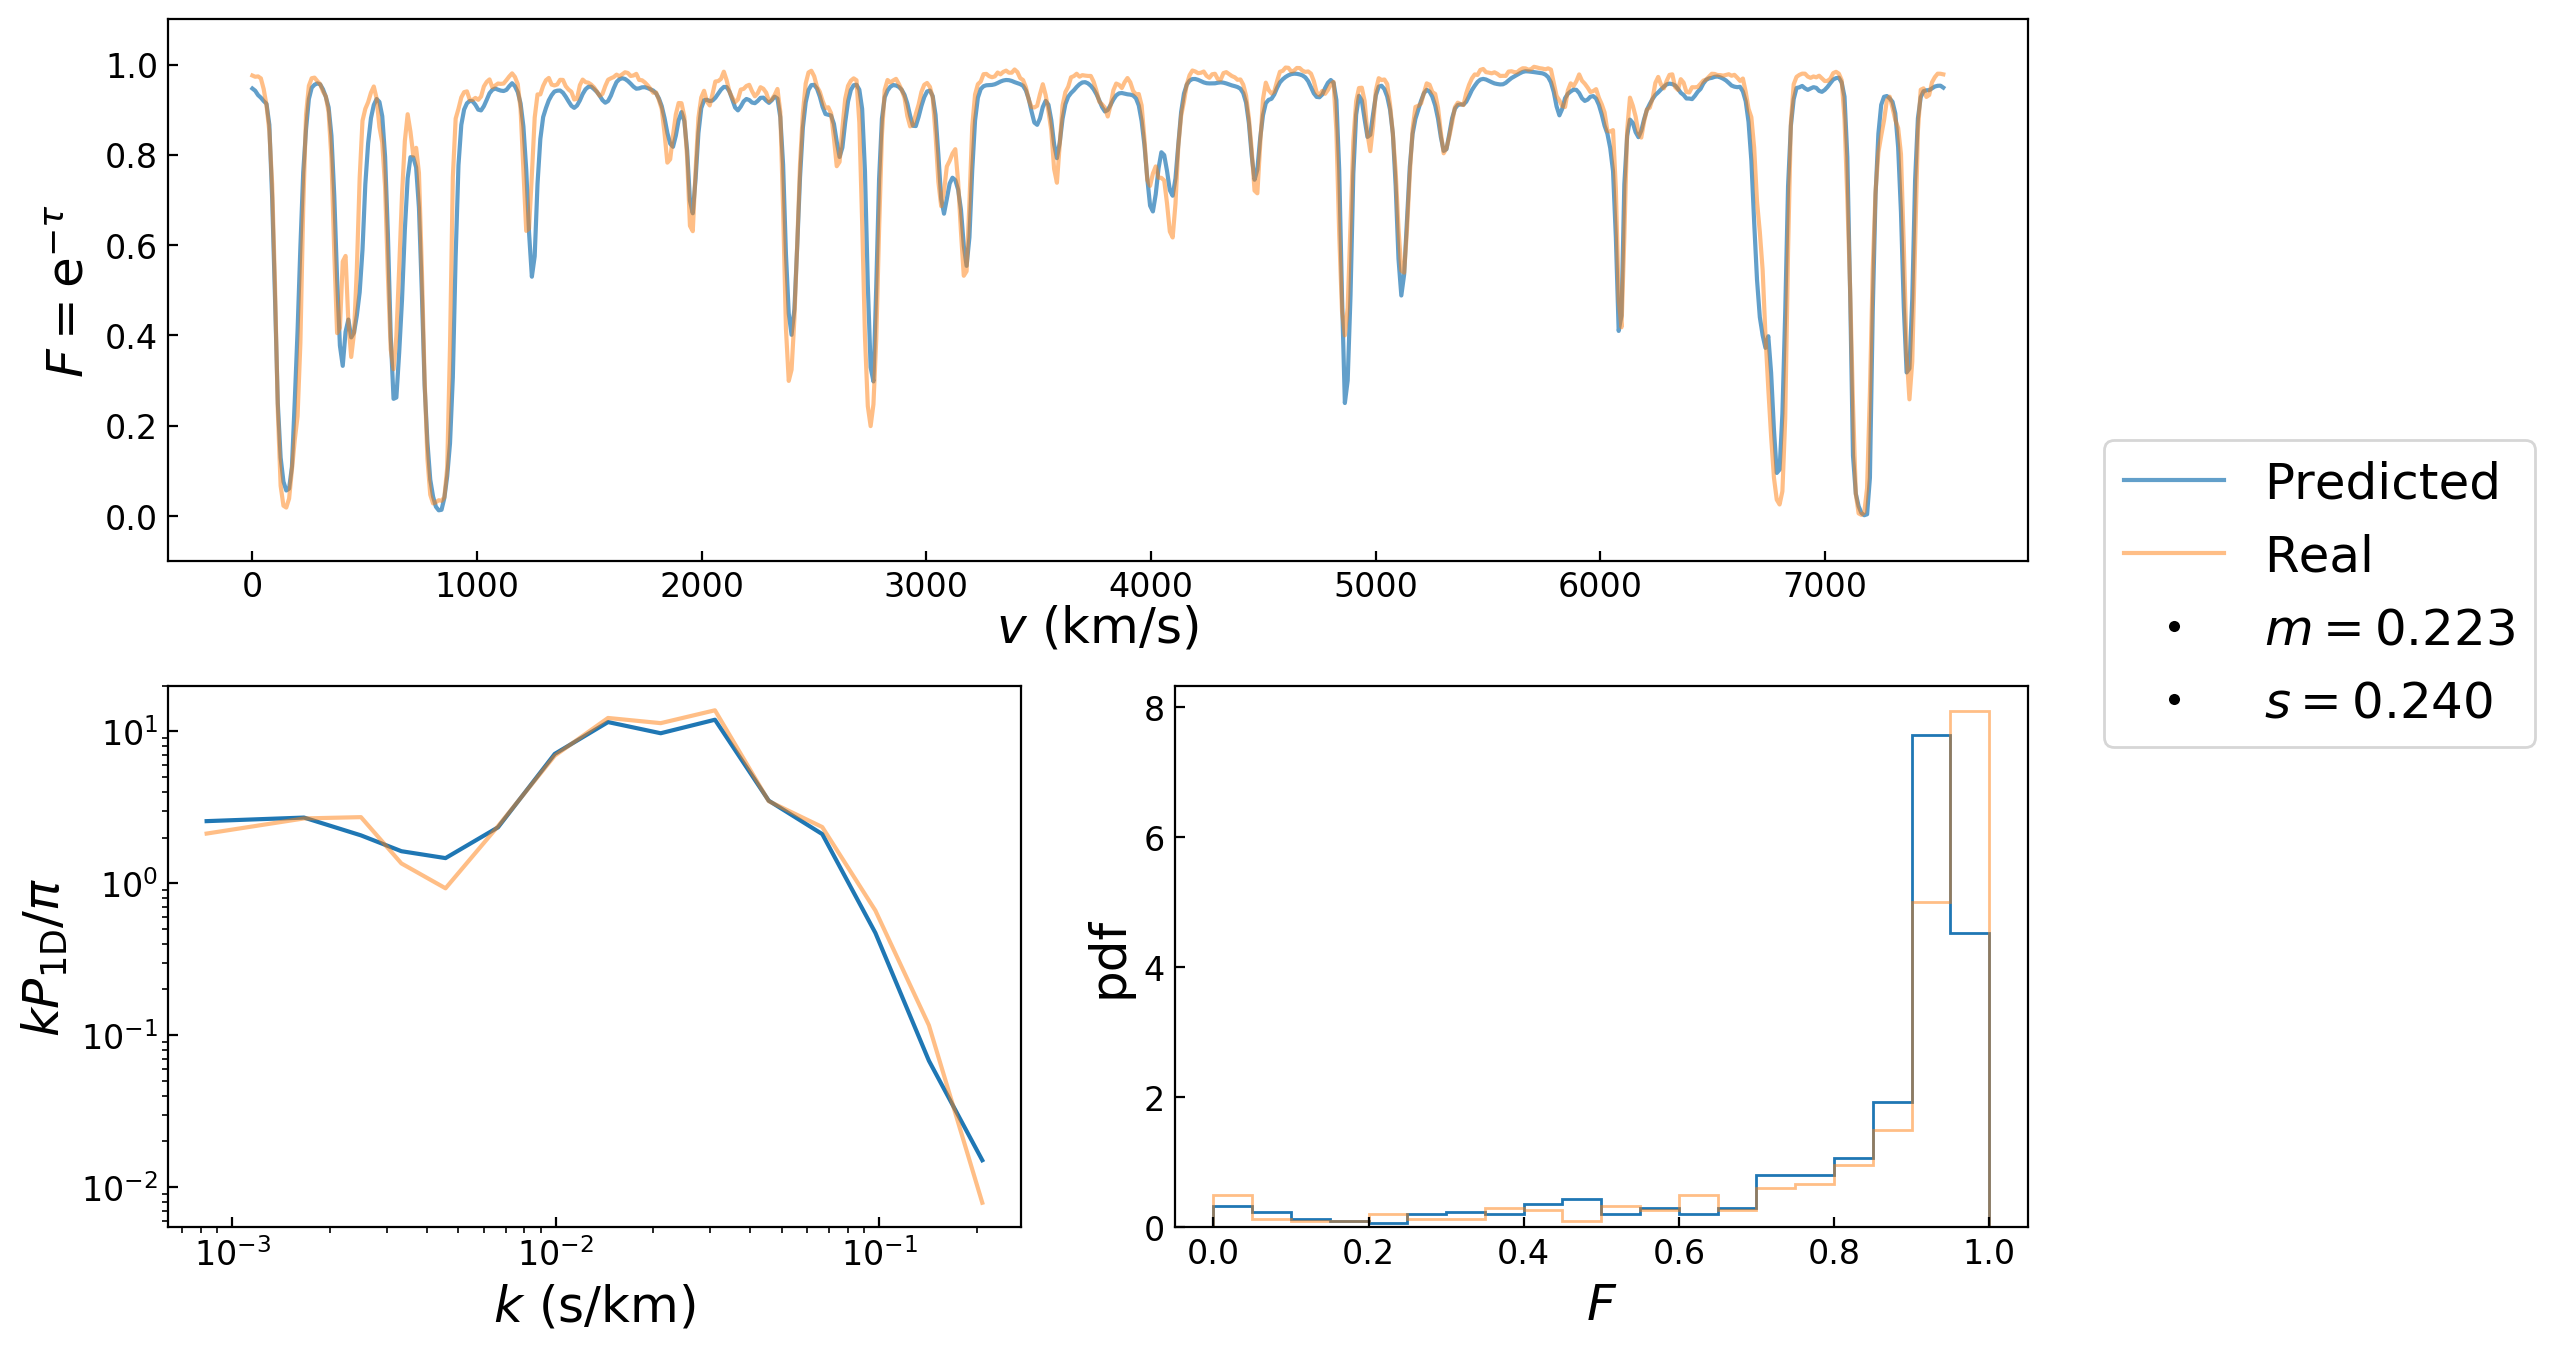 F = e^{−τ}
1.0
0.8
0.6
0.4
0.2
0.0
0 1000 2000 3000 4000 5000 6000 7000
v (km/s)
Predicted
Real
m = 0.223
s = 0.240
kP_{1D}/π
10^1
10^0
10^{−1}
10^{−2}
10^{−3} 10^{−2} 10^{−1}
k (s/km)
pdf
8
6
4
2
0
0.0 0.2 0.4 0.6 0.8 1.0
F